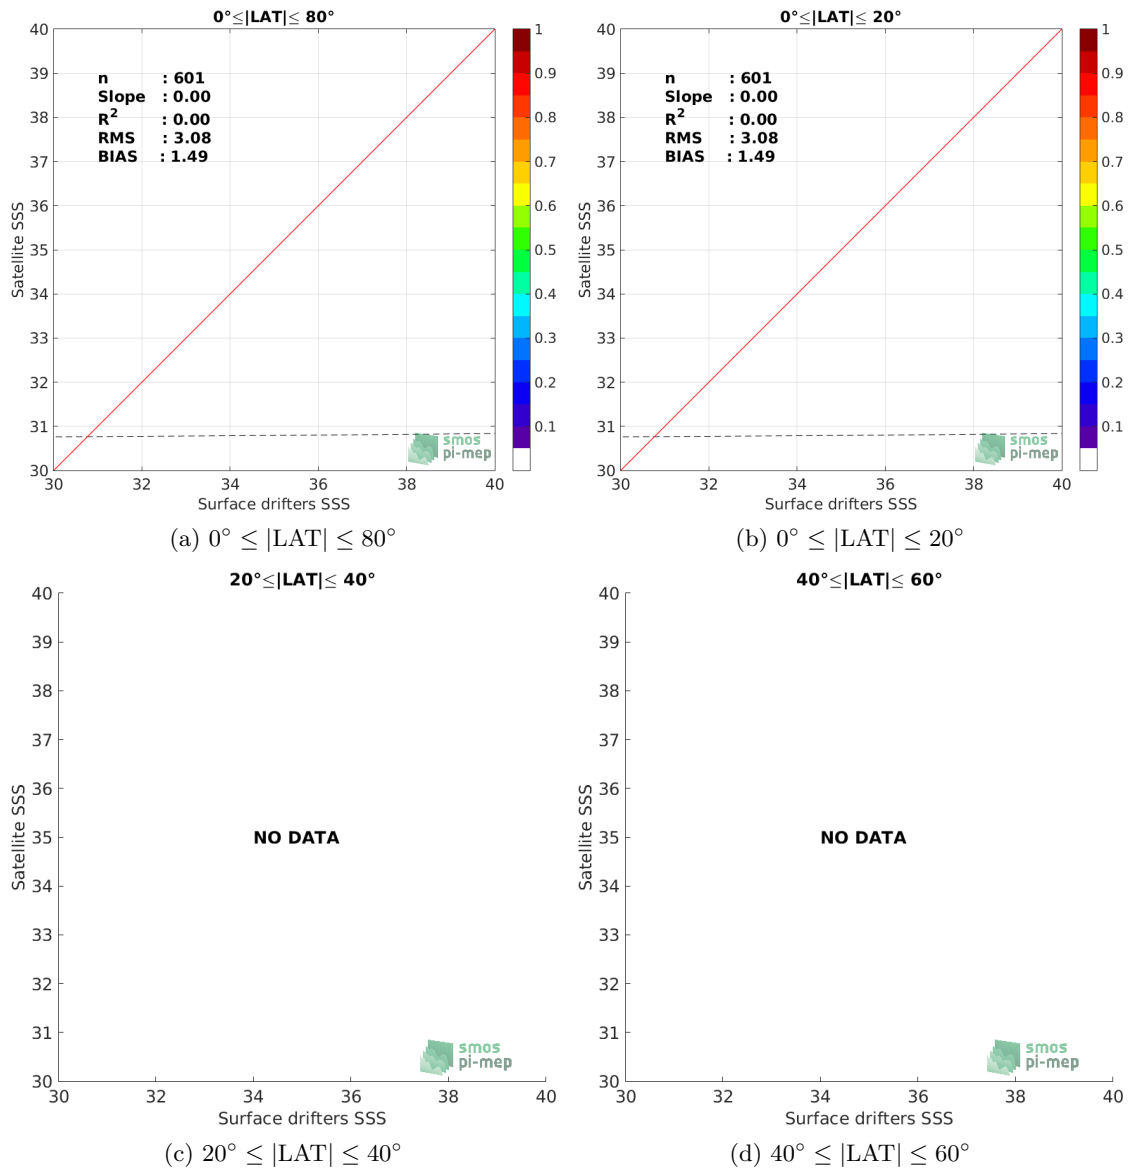 0°≤|LAT|≤ 80°
40
39
38
37
36
35
34
33
32
31
30
n : 601
Slope : 0.00
R² : 0.00
RMS : 3.08
BIAS : 1.49
1
0.9
0.8
0.7
0.6
0.5
0.4
0.3
0.2
0.1
Satellite SSS
smos
pi-mep
30 32 34 36 38 40
Surface drifters SSS
(a) 0° ≤ |LAT| ≤ 80°
0°≤|LAT|≤ 20°
40
39
38
37
36
35
34
33
32
31
30
n : 601
Slope : 0.00
R² : 0.00
RMS : 3.08
BIAS : 1.49
1
0.9
0.8
0.7
0.6
0.5
0.4
0.3
0.2
0.1
Satellite SSS
smos
pi-mep
30 32 34 36 38 40
Surface drifters SSS
(b) 0° ≤ |LAT| ≤ 20°
20°≤|LAT|≤ 40°
40
39
38
37
36
35
34
33
32
31
30
Satellite SSS
NO DATA
smos
pi-mep
30 32 34 36 38 40
Surface drifters SSS
(c) 20° ≤ |LAT| ≤ 40°
40°≤|LAT|≤ 60°
40
39
38
37
36
35
34
33
32
31
30
Satellite SSS
NO DATA
smos
pi-mep
30 32 34 36 38 40
Surface drifters SSS
(d) 40° ≤ |LAT| ≤ 60°